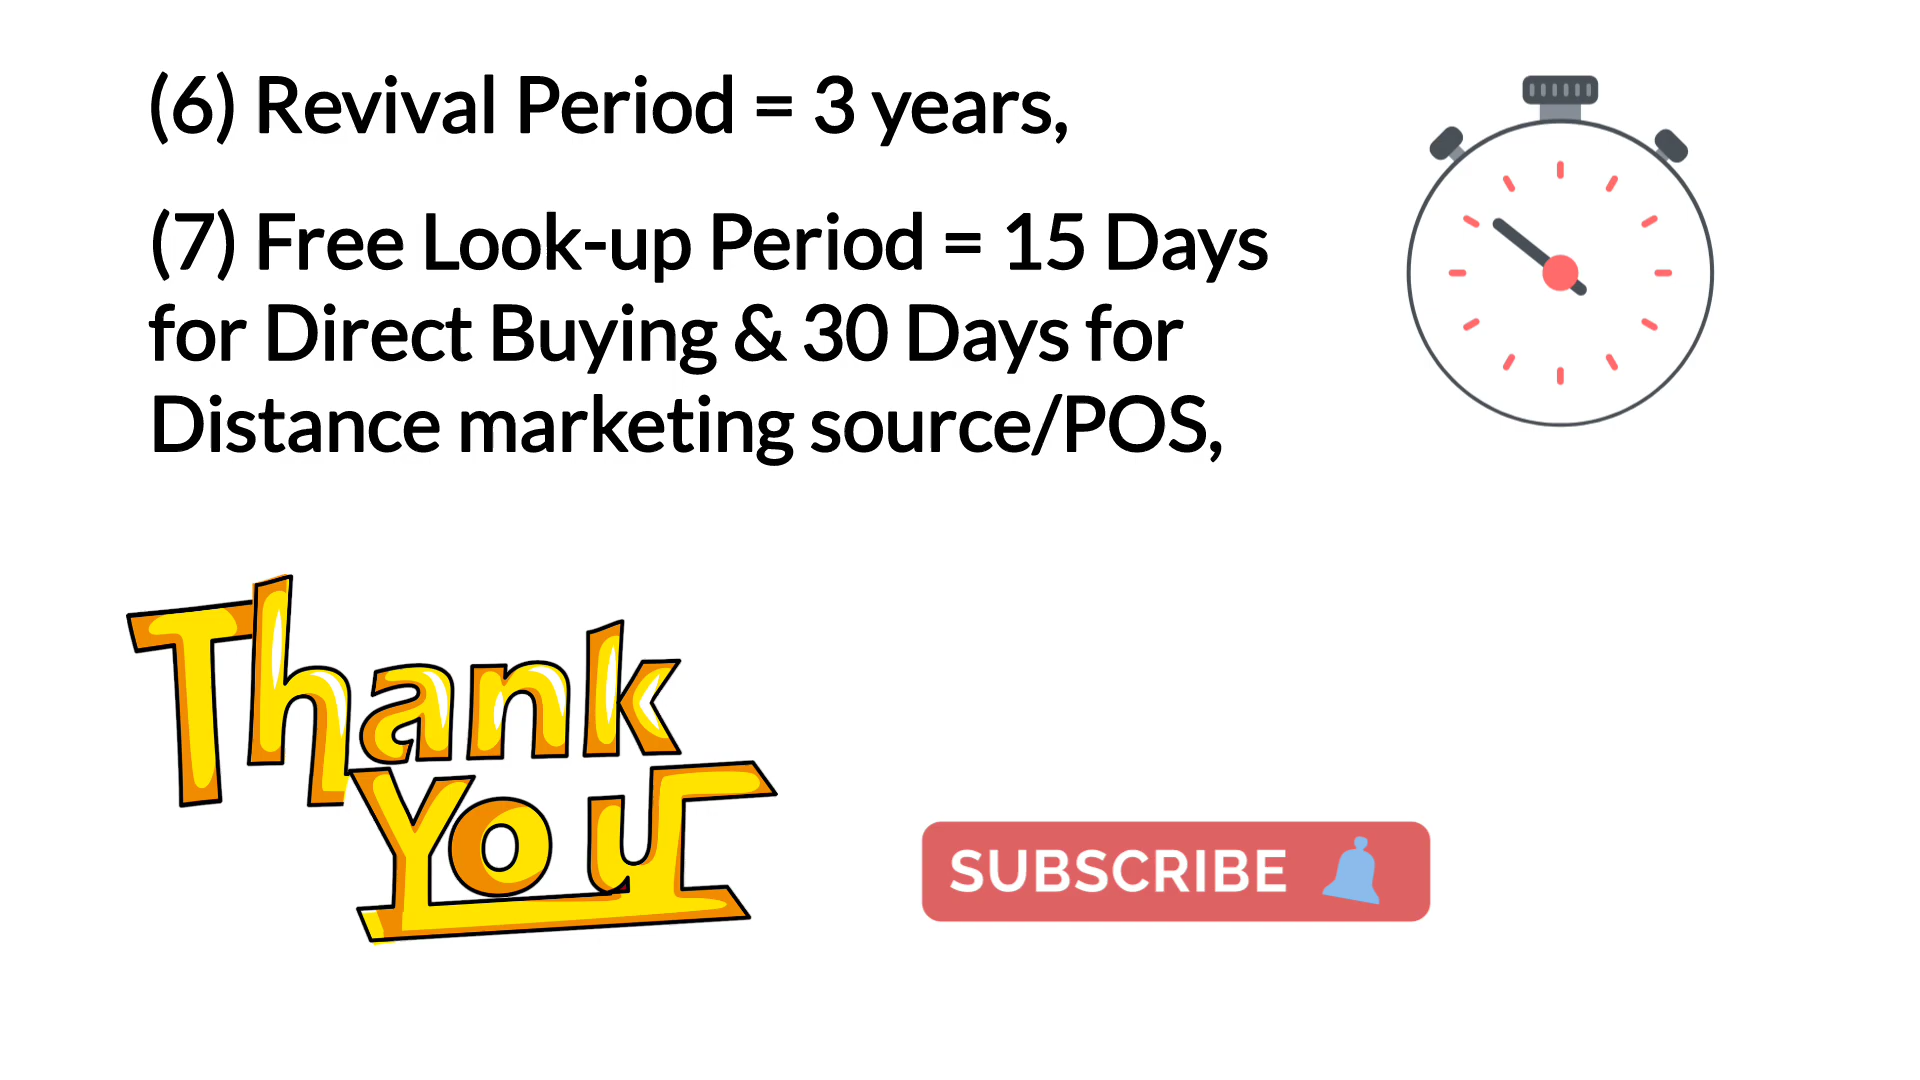 (6) Revival Period = 3 years,
(7) Free Look-up Period = 15 Days
for Direct Buying & 30 Days for
Distance marketing source/POS,
Thank
You
SUBSCRIBE